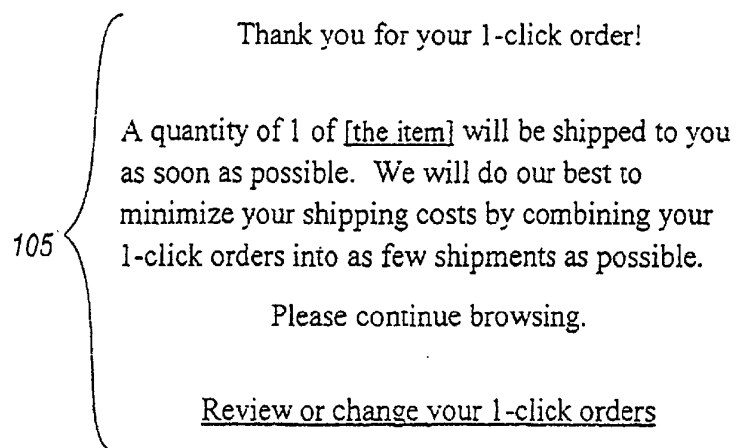 Thank you for your 1-click order!
A quantity of 1 of [the item] will be shipped to you
as soon as possible. We will do our best to
minimize your shipping costs by combining your
1-click orders into as few shipments as possible.
105
Please continue browsing.
Review or change your 1-click orders